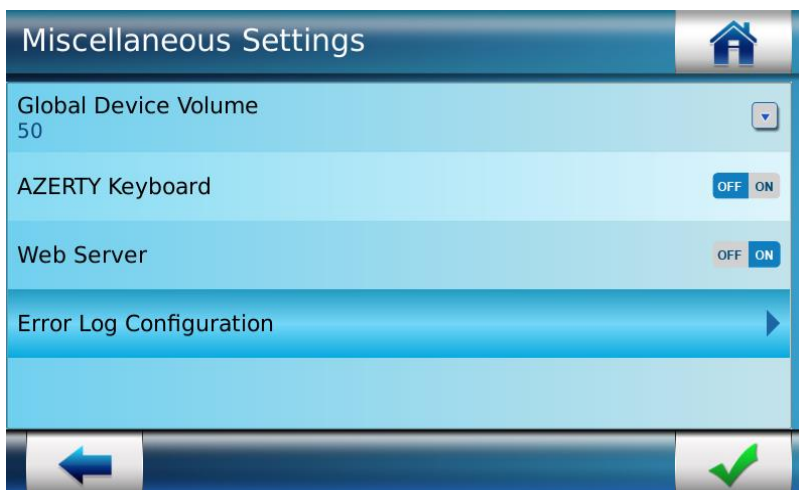 Miscellaneous Settings
Global Device Volume
50
AZERTY Keyboard
OFF ON
Web Server
OFF ON
Error Log Configuration